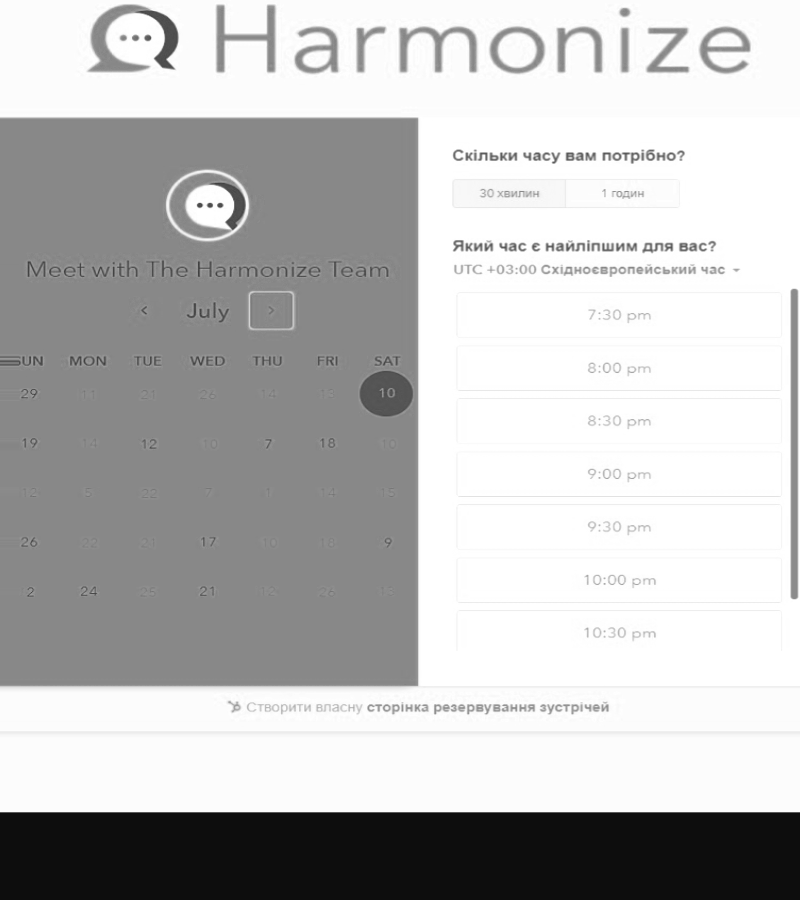 Harmonize
Meet with The Harmonize Team
July
SUN MON TUE WED THU FRI SAT
29 11 21 26 14 13 10
19 14 12 10 7 18 10
12 5 22 7 1 14 15
26 22 21 17 10 16 9
2 24 25 21 12 26 13
Скільки часу вам потрібно?
30 хвилин 1 годин
Який час є найліпшим для вас?
UTC +03:00 Східноєвропейський час
7:30 pm
8:00 pm
8:30 pm
9:00 pm
9:30 pm
10:00 pm
10:30 pm
Створити власну сторінка резервування зустрічей